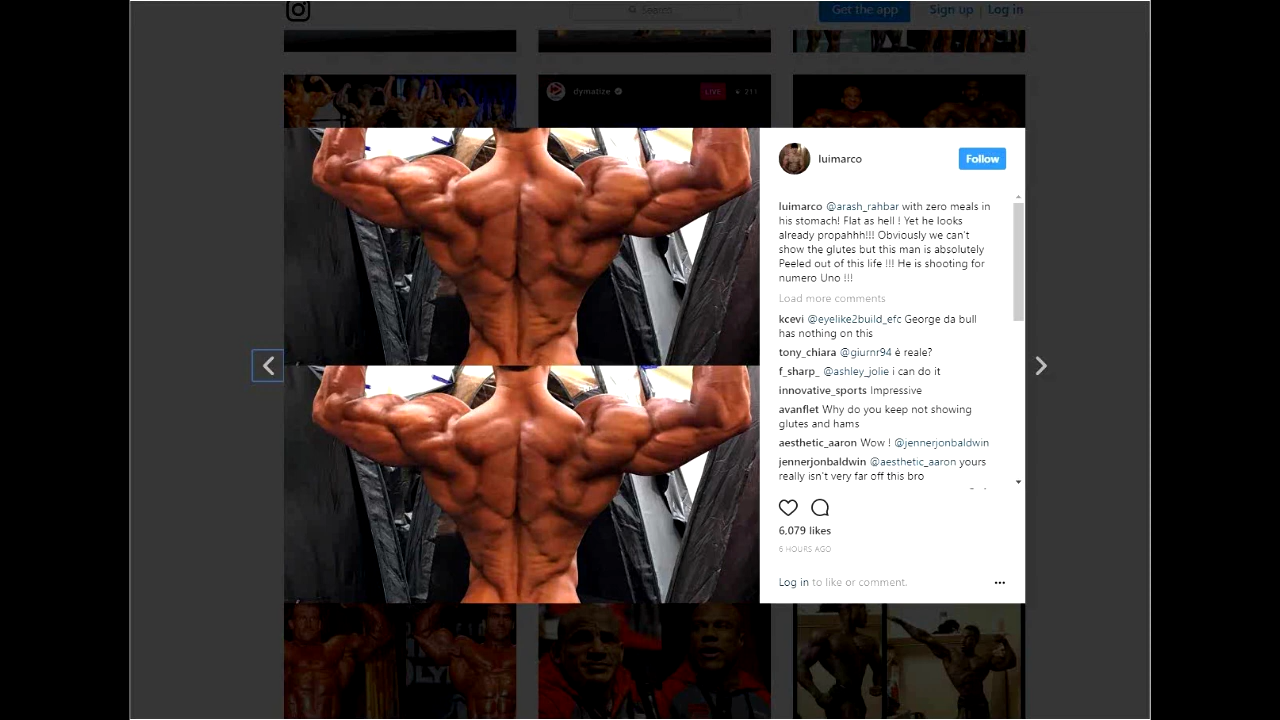 Search
Get the app
Sign up
Log in
dymatize
LIVE
211
luimarco
Follow
luimarco @arash_rahbar with zero meals in
his stomach! Flat as hell ! Yet he looks
already propahhh!!! Obviously we can't
show the glutes but this man is absolutely
Peeled out of this life !!! He is shooting for
numero Uno !!!
Load more comments
kcevi @eyelike2build_efc George da bull
has nothing on this
tony_chiara @giurnr94 è reale?
f_sharp_ @ashley_jolie i can do it
innovative_sports Impressive
avanflet Why do you keep not showing
glutes and hams
aesthetic_aaron Wow ! @jennerjonbaldwin
jennerjonbaldwin @aesthetic_aaron yours
really isn't very far off this bro
6,079 likes
6 HOURS AGO
Log in to like or comment.